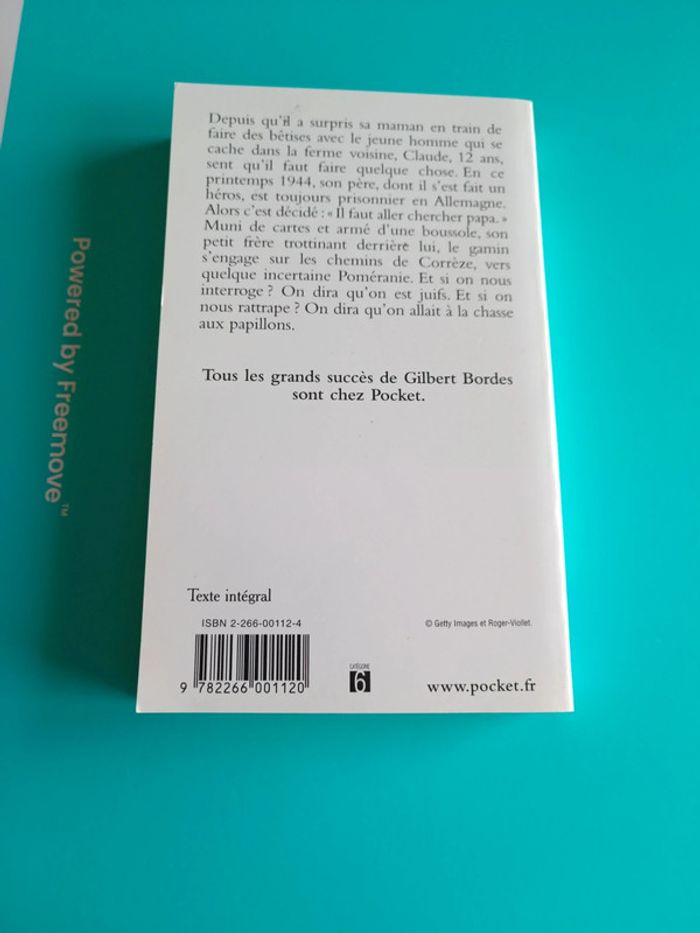 Depuis qu'il a surpris sa maman en train de
faire des bêtises avec le jeune homme qui se
cache dans la ferme voisine, Claude, 12 ans,
sent qu'il faut faire quelque chose. En ce
printemps 1944, son père, dont il s'est fait un
héros, est toujours prisonnier en Allemagne.
Alors c'est décidé : « Il faut aller chercher papa. »
Muni de cartes et armé d'une boussole, son
petit frère trottinant derrière lui, le gamin
s'engage sur les chemins de Corrèze, vers
quelque incertaine Poméranie. Et si on nous
interroge ? On dira qu'on est juifs. Et si on
nous rattrape ? On dira qu'on allait à la chasse
aux papillons.
Tous les grands succès de Gilbert Bordes
sont chez Pocket.
Texte intégral
ISBN 2-266-00112-4
© Getty Images et Roger-Viollet.
9 782266 001120
CATÉGORIE
6
www.pocket.fr
Powered by Freemove™